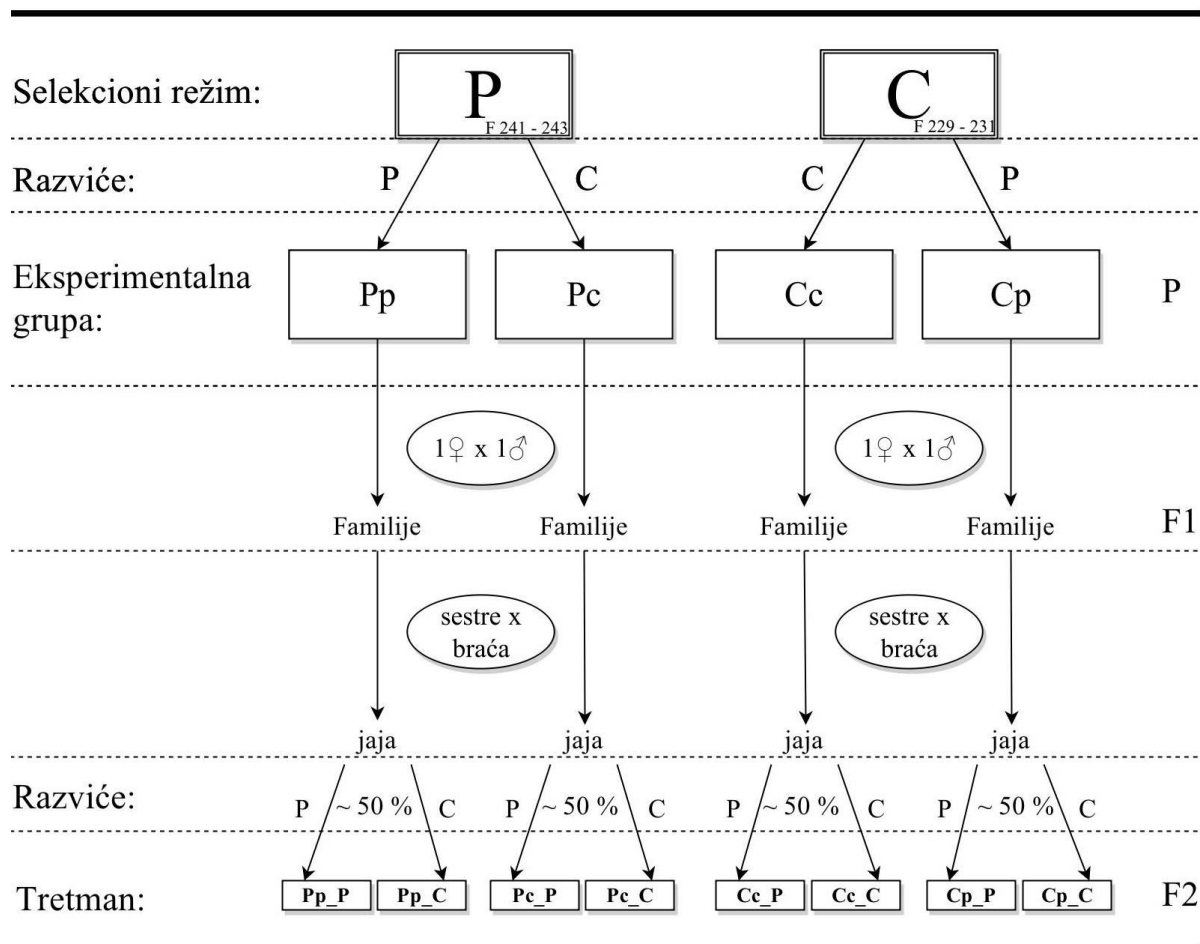 Selekcioni režim:
P
F 241 - 243
C
F 229 - 231
Razviće:
P
C
C
P
Eksperimentalna
grupa:
Pp
Pc
Cc
Cp
P
1♀ x 1♂
1♀ x 1♂
Familije
Familije
Familije
Familije
F1
sestre x
braća
sestre x
braća
jaja
jaja
jaja
jaja
Razviće:
P
~ 50 %
C
P
~ 50 %
C
P
~ 50 %
C
P
~ 50 %
C
Tretman:
Pp_P
Pp_C
Pc_P
Pc_C
Cc_P
Cc_C
Cp_P
Cp_C
F2